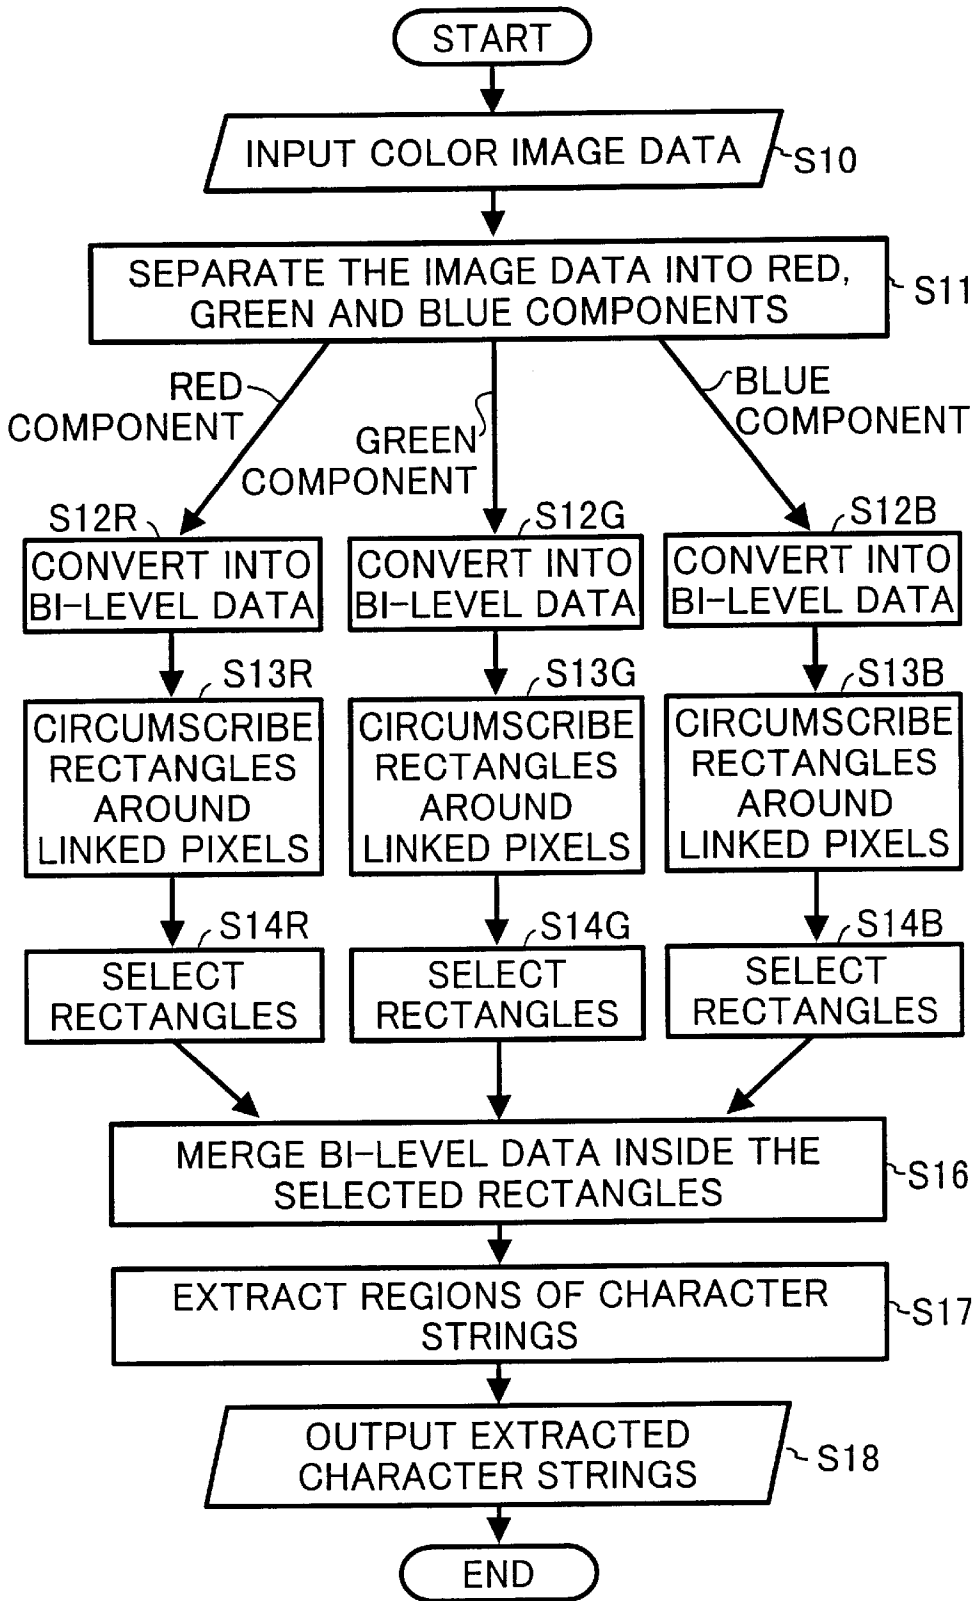 START
INPUT COLOR IMAGE DATA
S10
SEPARATE THE IMAGE DATA INTO RED,
GREEN AND BLUE COMPONENTS
S11
RED
COMPONENT
GREEN
COMPONENT
BLUE
COMPONENT
S12R
CONVERT INTO
BI-LEVEL DATA
S12G
CONVERT INTO
BI-LEVEL DATA
S12B
CONVERT INTO
BI-LEVEL DATA
S13R
CIRCUMSCRIBE
RECTANGLES
AROUND
LINKED PIXELS
S13G
CIRCUMSCRIBE
RECTANGLES
AROUND
LINKED PIXELS
S13B
CIRCUMSCRIBE
RECTANGLES
AROUND
LINKED PIXELS
S14R
SELECT
RECTANGLES
S14G
SELECT
RECTANGLES
S14B
SELECT
RECTANGLES
MERGE BI-LEVEL DATA INSIDE THE
SELECTED RECTANGLES
S16
EXTRACT REGIONS OF CHARACTER
STRINGS
S17
OUTPUT EXTRACTED
CHARACTER STRINGS
S18
END